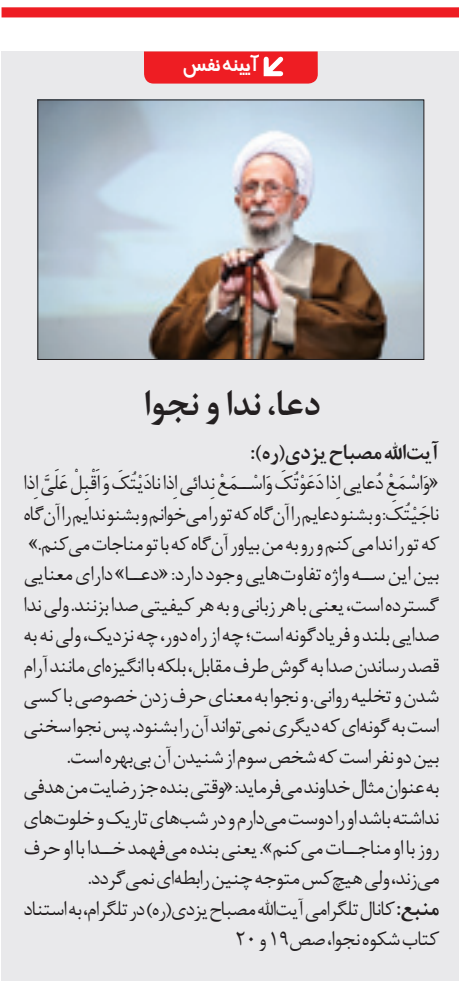 آیینه نفس
دعا، ندا و نجوا
آیت‌الله مصباح یزدی(ره):
«وَاسْمَعْ دُعایی اِذا دَعَوْتُکَ وَاسْمَعْ نِدائی اِذا نادَیْتُکَ وَ اَقْبِلْ عَلَیَّ اِذا
ناجَیْتُکَ: و بشنو دعایم را آن گاه که تو را می‌خوانم و بشنو ندایم را آن گاه
که تو را ندا می کنم و رو به من بیاور آن گاه که با تو مناجات می کنم.»
بین این سه واژه تفاوت‌هایی وجود دارد: «دعا» دارای معنایی
گسترده است، یعنی با هر زبانی و به هر کیفیتی صدا بزنند. ولی ندا
صدایی بلند و فریادگونه است؛ چه از راه دور، چه نزدیک، ولی نه به
قصد رساندن صدا به گوش طرف مقابل، بلکه با انگیزه‌ای مانند آرام
شدن و تخلیه روانی. و نجوا به معنای حرف زدن خصوصی با کسی
است به گونه‌ای که دیگری نمی‌تواند آن را بشنود. پس نجوا سخنی
بین دو نفر است که شخص سوم از شنیدن آن بی‌بهره است.
به عنوان مثال خداوند می‌فرماید: «وقتی بنده جز رضایت من هدفی
نداشته باشد او را دوست می‌دارم و در شب‌های تاریک و خلوت‌های
روز با او مناجات می کنم». یعنی بنده می‌فهمد خدا با او حرف
می‌زند، ولی هیچ کس متوجه چنین رابطه‌ای نمی گردد.
منبع: کانال تلگرامی آیت‌الله مصباح یزدی(ره) در تلگرام، به استناد
کتاب شکوه نجوا، صص۱۹ و ۲۰